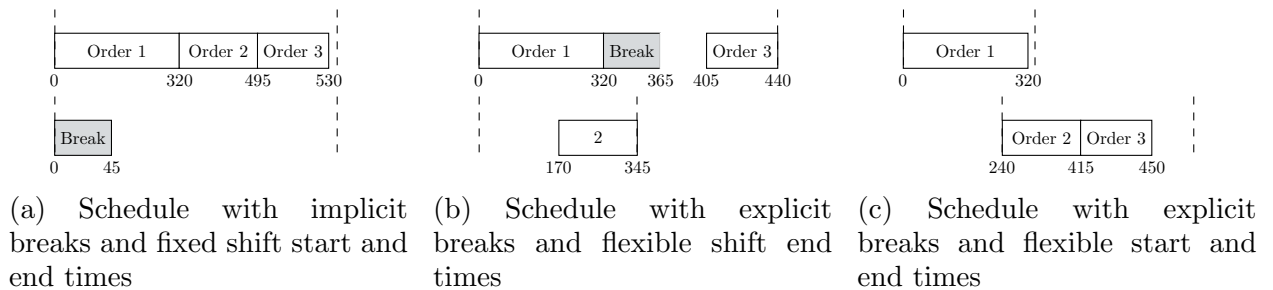 Order 1 Order 2 Order 3
0 320 495 530
Break
0 45
(a) Schedule with implicit
breaks and fixed shift start and
end times
Order 1 Break Order 3
0 320 365 405 440
2
170 345
(b) Schedule with explicit
breaks and flexible shift end
times
Order 1
0 320
Order 2 Order 3
240 415 450
(c) Schedule with explicit
breaks and flexible start and
end times